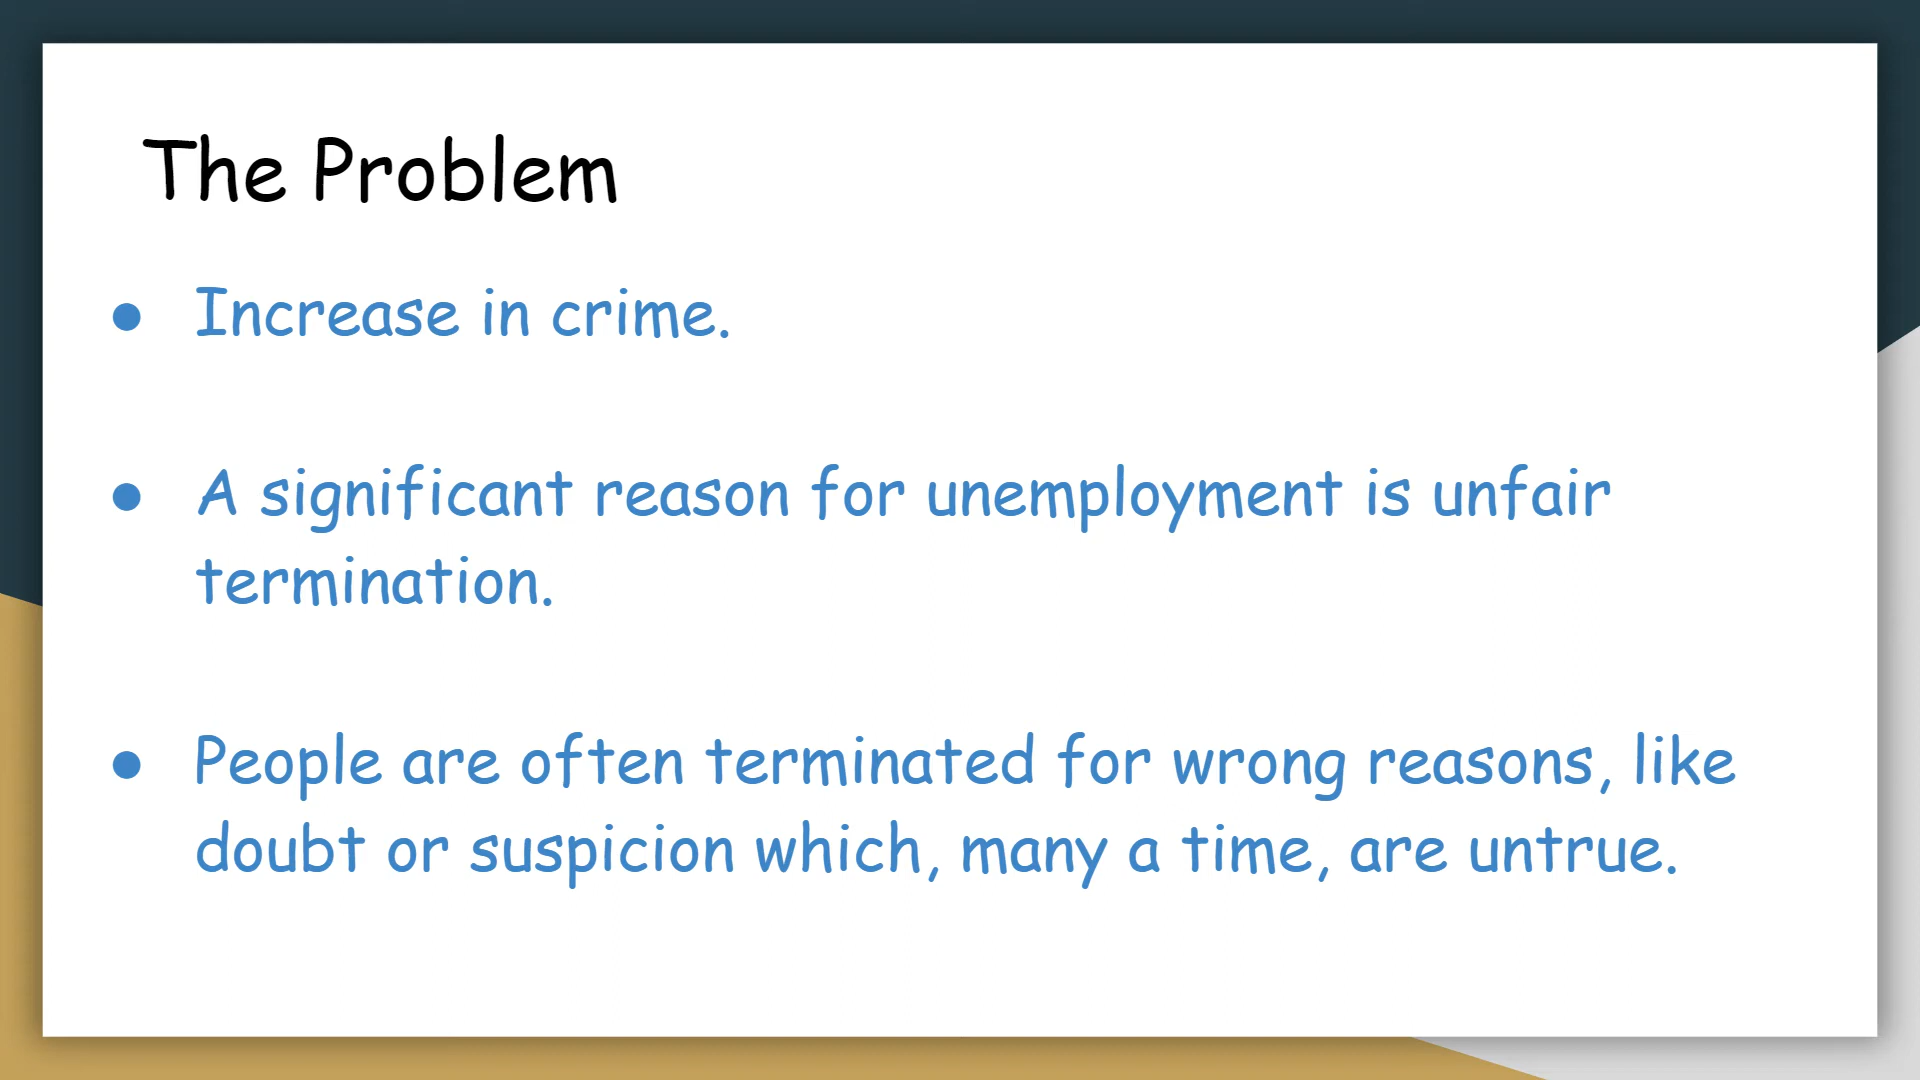 The Problem
● Increase in crime.
● A significant reason for unemployment is unfair
termination.
● People are often terminated for wrong reasons, like
doubt or suspicion which, many a time, are untrue.